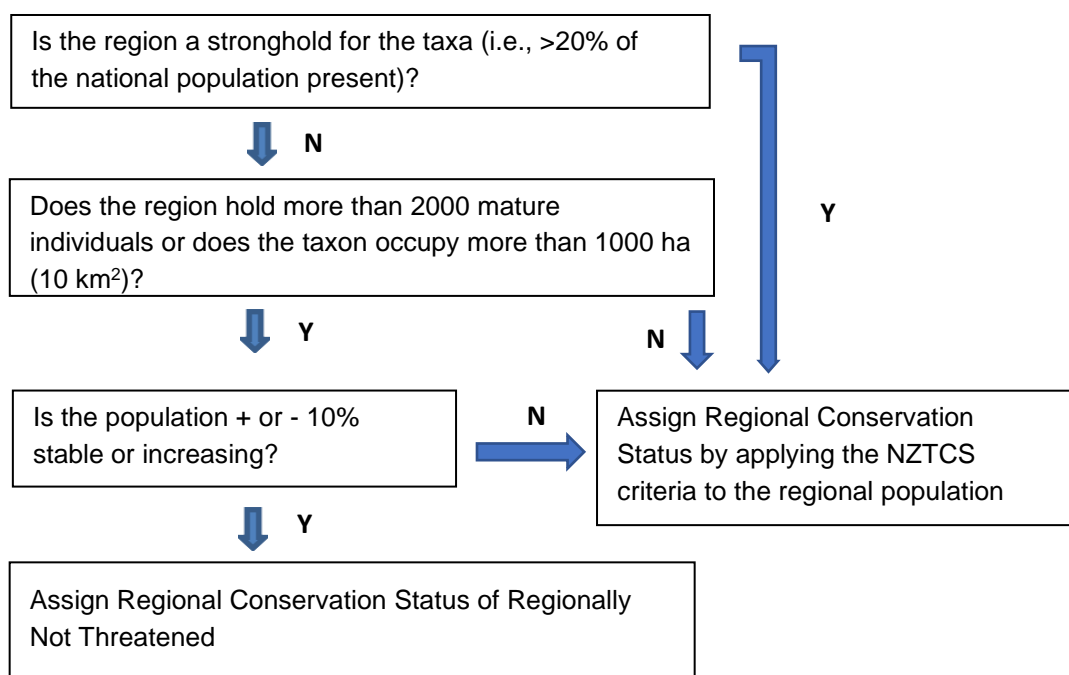 Is the region a stronghold for the taxa (i.e., >20% of
the national population present)?
N
Does the region hold more than 2000 mature
individuals or does the taxon occupy more than 1000 ha
(10 km²)?
Y
Y
N
Is the population + or - 10%
stable or increasing?
N
Assign Regional Conservation
Status by applying the NZTCS
criteria to the regional population
Y
Assign Regional Conservation Status of Regionally
Not Threatened